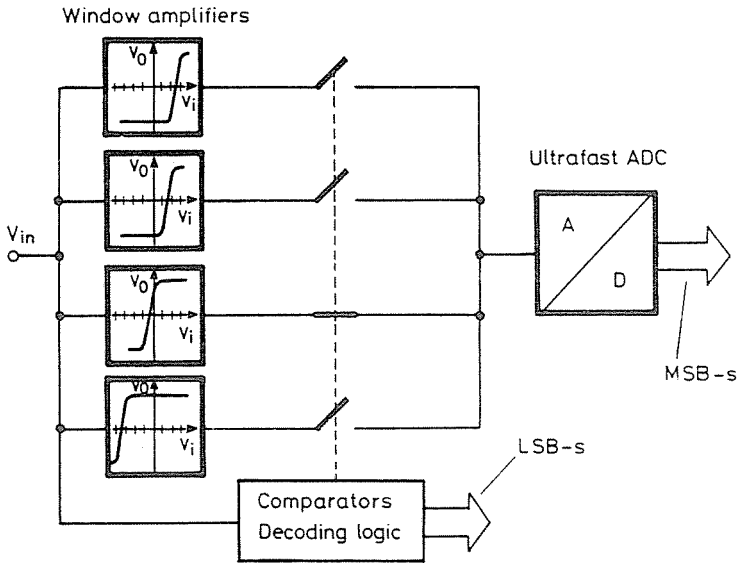 Window amplifiers
V0
Vi
V0
Vi
Ultrafast ADC
Vin
A
D
V0
Vi
MSB-s
V0
Vi
LSB-s
Comparators
Decoding logic